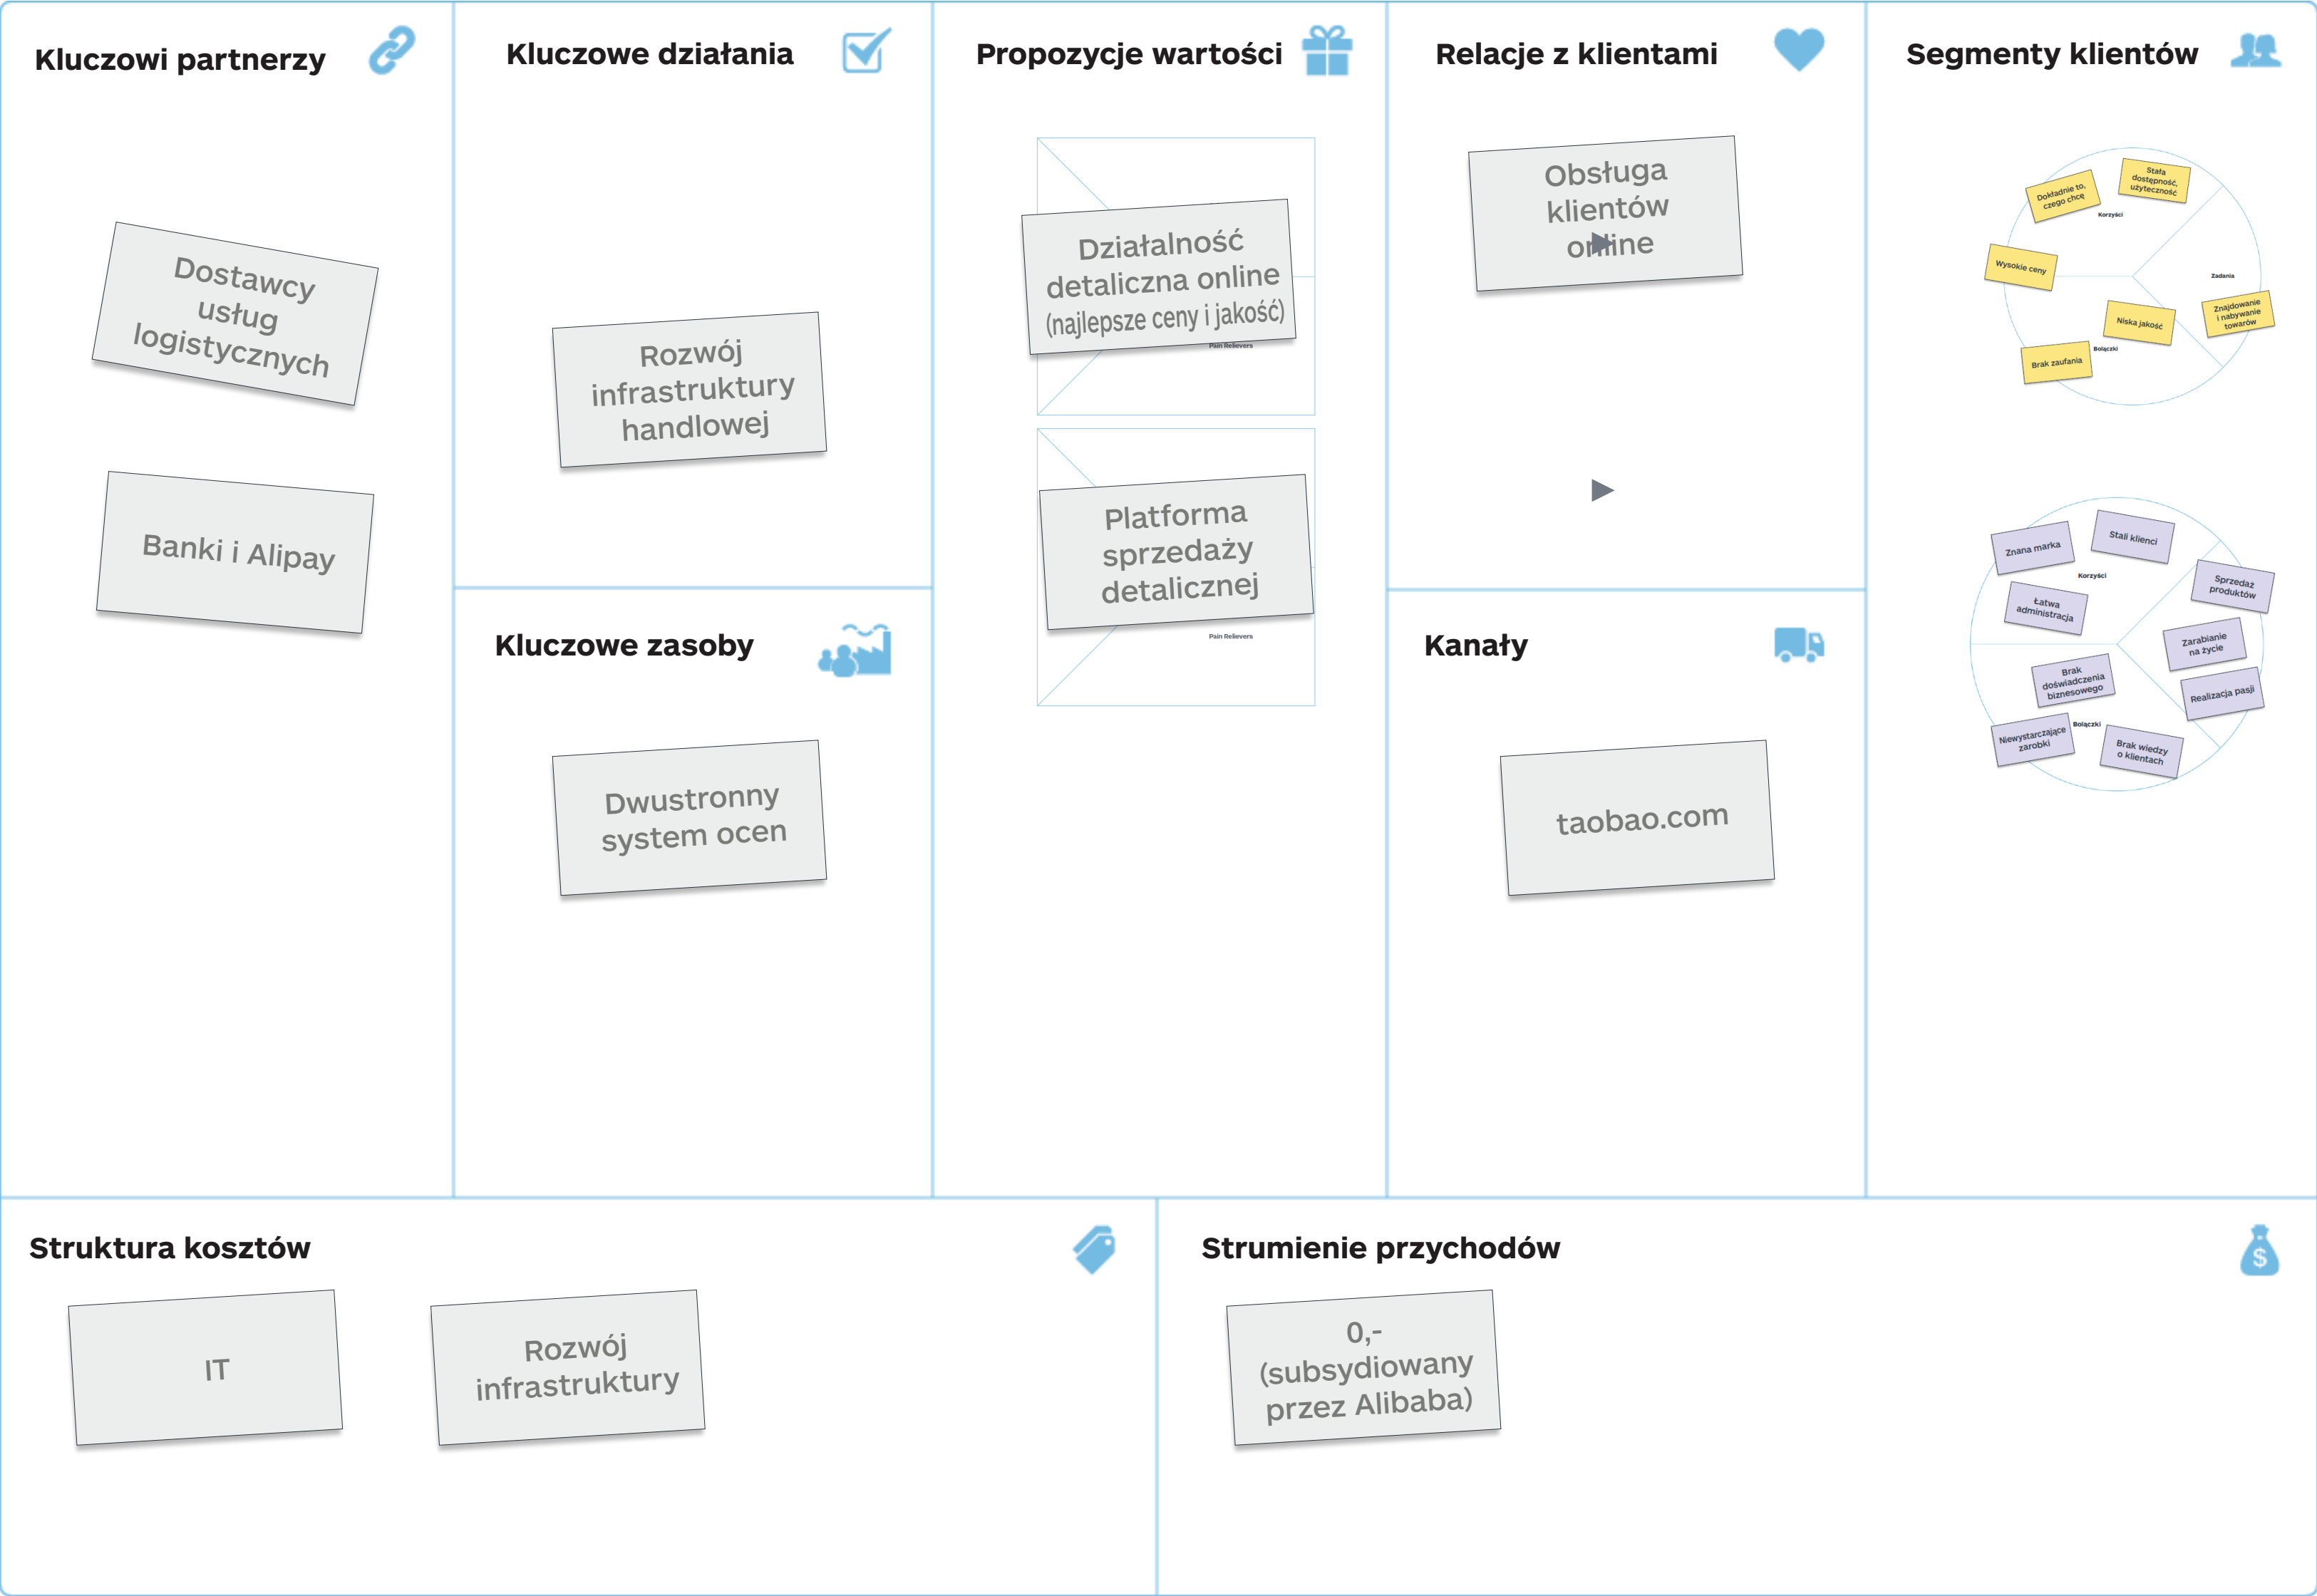 Kluczowi partnerzy
Dostawcy
usług
logistycznych
Banki i Alipay
Kluczowe działania
Rozwój
infrastruktury
handlowej
Kluczowe zasoby
Dwustronny
system ocen
Propozycje wartości
Działalność
detaliczna online
(najlepsze ceny i jakość)
Pain Relievers
Platforma
sprzedaży
detalicznej
Pain Relievers
Relacje z klientami
Obsługa
klientów
online
Kanały
taobao.com
Segmenty klientów
Dokładnie to,
czego chcę
Stała
dostępność,
użyteczność
Korzyści
Wysokie ceny
Zadania
Znajdowanie
i nabywanie
towarów
Niska jakość
Bolączki
Brak zaufania
Znana marka
Stali klienci
Korzyści
Sprzedaż
produktów
Łatwa
administracja
Zarabianie
na życie
Brak
doświadczenia
biznesowego
Realizacja pasji
Bolączki
Niewystarczające
zarobki
Brak wiedzy
o klientach
Struktura kosztów
IT
Rozwój
infrastruktury
Strumienie przychodów
$
0,-
(subsydiowany
przez Alibaba)